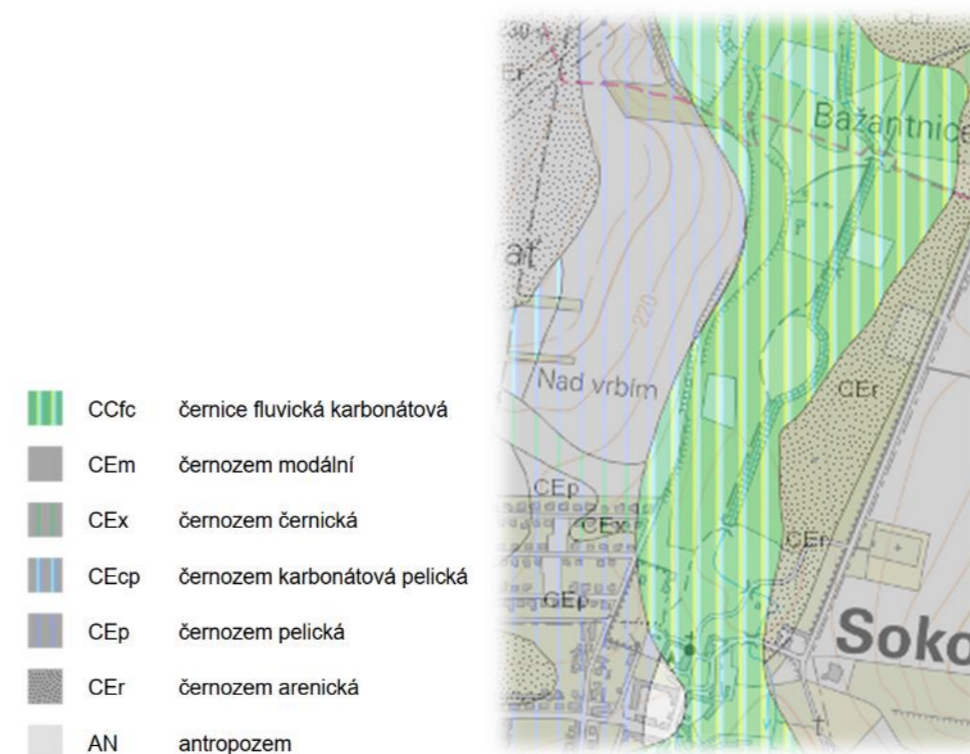 CCfc černice fluvická karbonátová
CEm černozem modální
CEx černozem černická
CEcp černozem karbonátová pelická
CEp černozem pelická
CEr černozem arenická
AN antropozem
CEr
Bažantnice
220
Nad vrbím
CEr
CEp
CEx
CEr
CEp
Soko